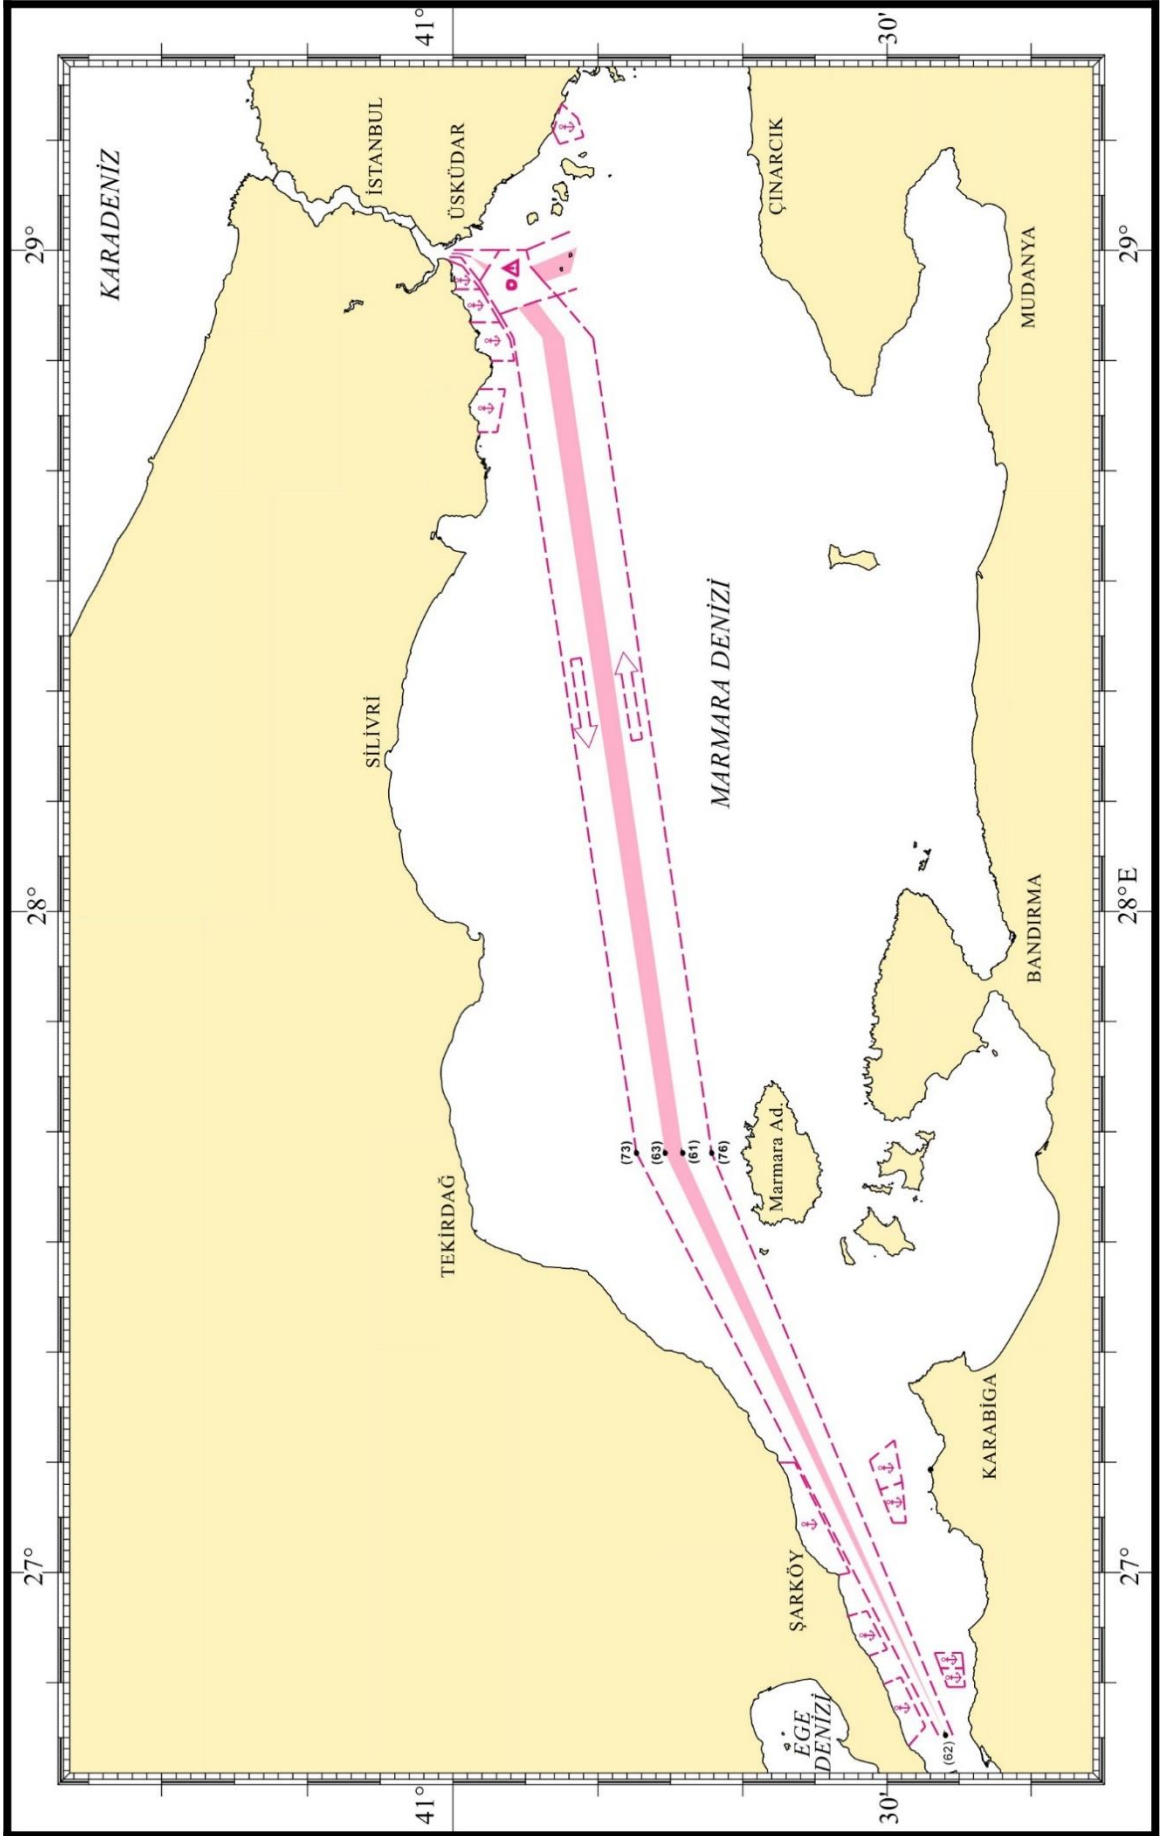 41°
30'
29°
29°
KARADENİZ
İSTANBUL
ÜSKÜDAR
ÇINARCIK
MUDANYA
SİLİVRİ
MARMARA DENİZİ
28°
28°E
BANDIRMA
TEKİRDAĞ
(73)
(63)
(61)
(76)
Marmara Ad.
KARABİGA
27°
27°
ŞARKÖY
EGE
DENİZİ
(62)
41°
30'